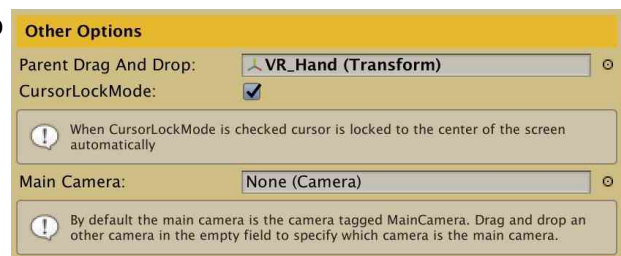 Other Options
Parent Drag And Drop: VR_Hand (Transform)
CursorLockMode:
When CursorLockMode is checked cursor is locked to the center of the screen
automatically
Main Camera: None (Camera)
By default the main camera is the camera tagged MainCamera. Drag and drop an
other camera in the empty field to specify which camera is the main camera.